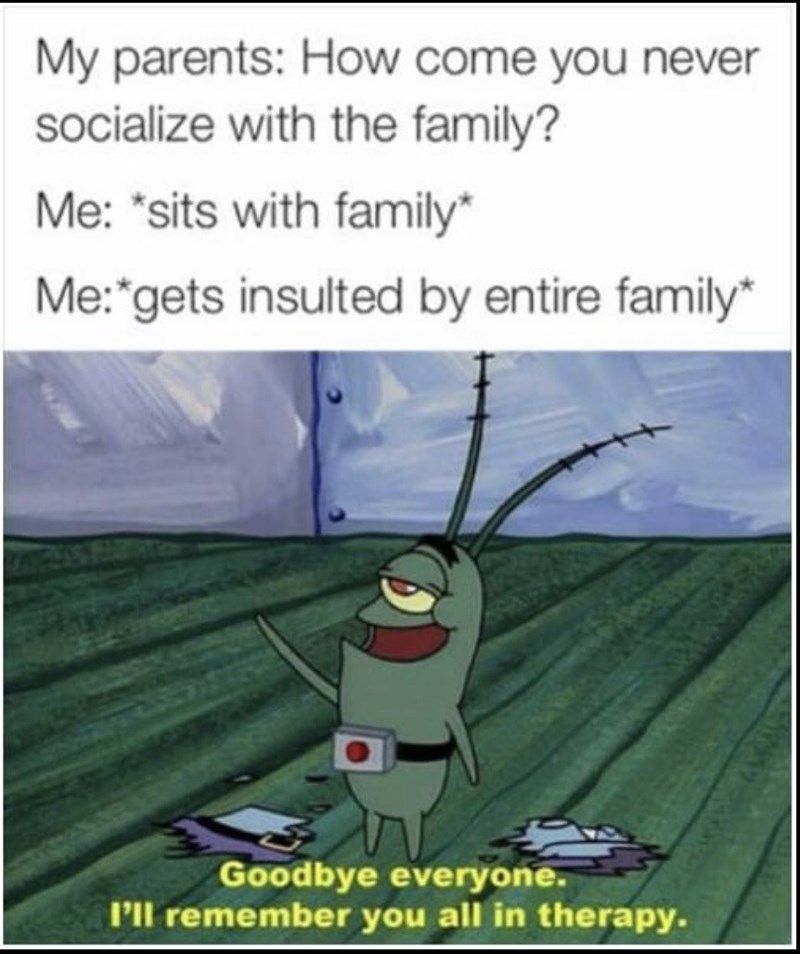 My parents: How come you never
socialize with the family?
Me: *sits with family*
Me:*gets insulted by entire family*
Goodbye everyone.
I'll remember you all in therapy.